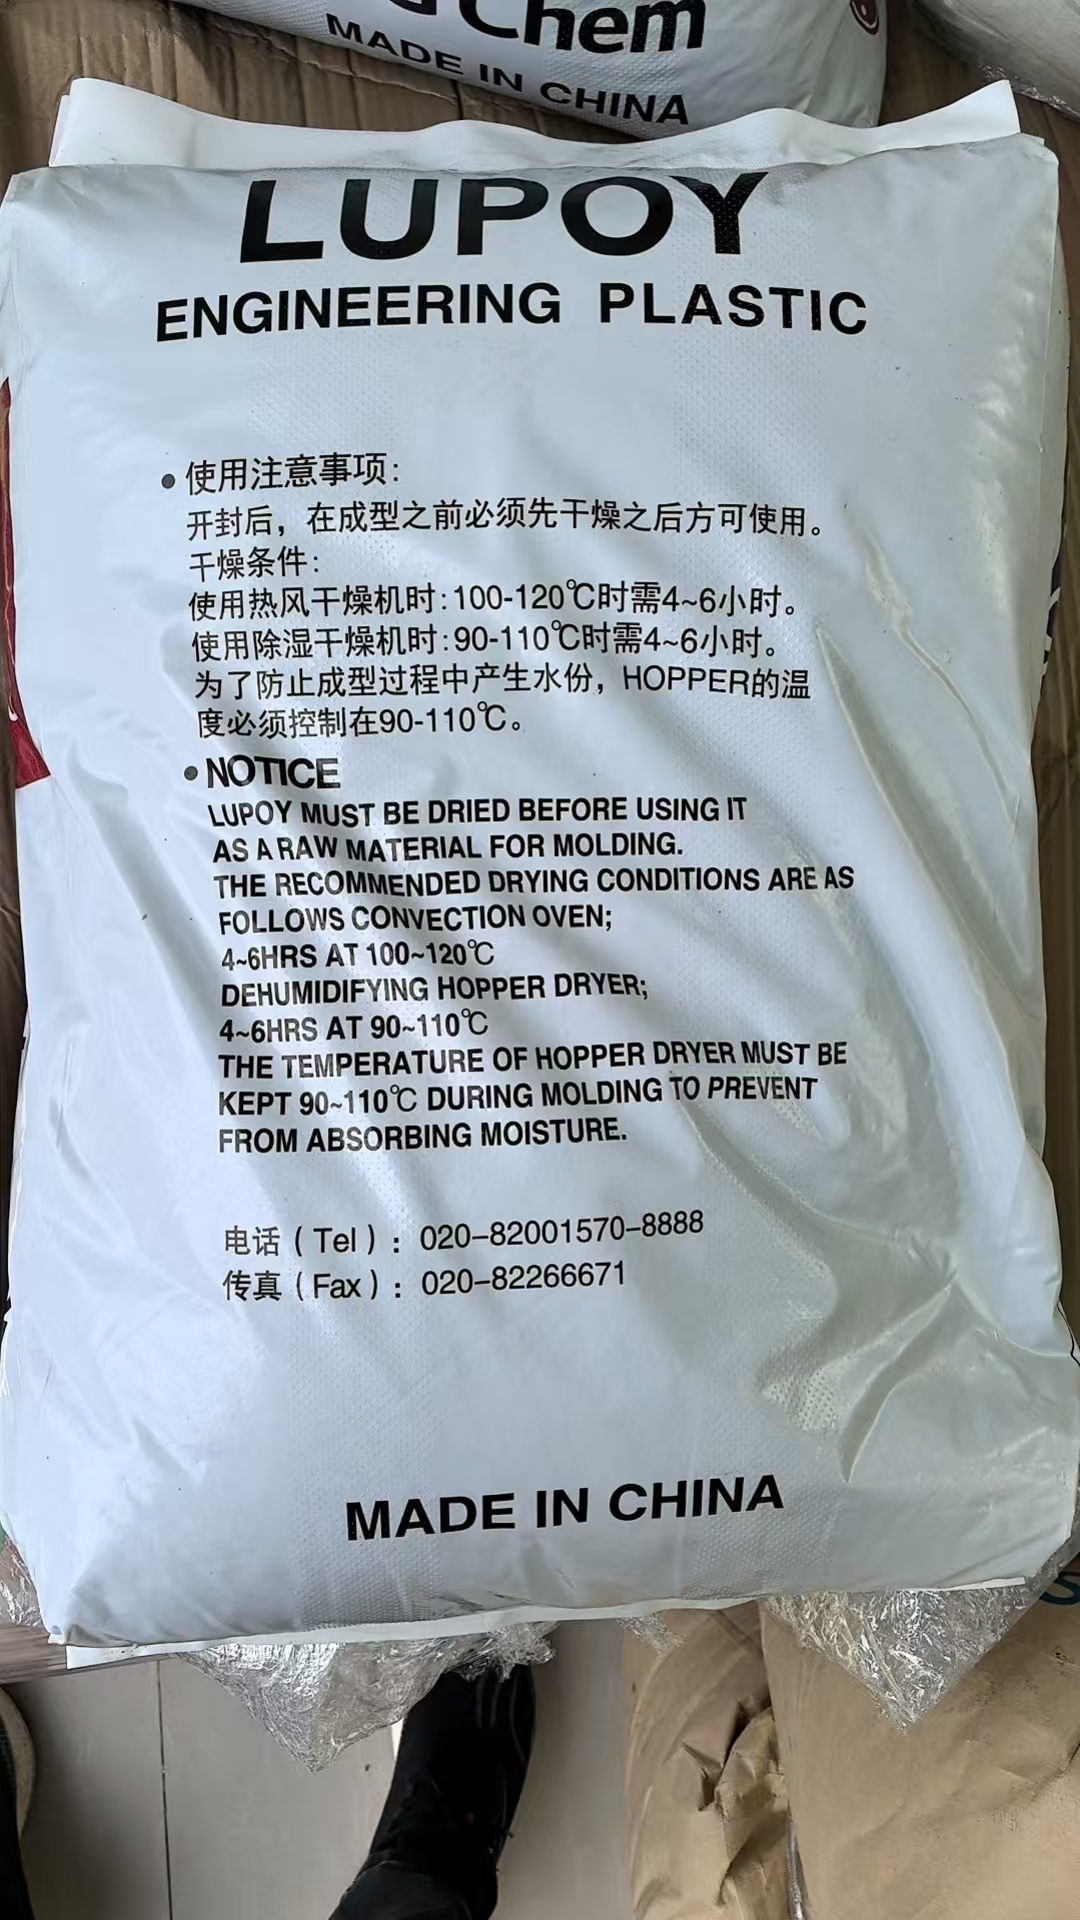 Chem
MADE IN CHINA
LUPOY
ENGINEERING PLASTIC
• 使用注意事项:
开封后，在成型之前必须先干燥之后方可使用。
干燥条件:
使用热风干燥机时:100-120℃时需4~6小时。
使用除湿干燥机时:90-110℃时需4~6小时。
为了防止成型过程中产生水份，HOPPER的温
度必须控制在90-110℃。
• NOTICE
LUPOY MUST BE DRIED BEFORE USING IT
AS A RAW MATERIAL FOR MOLDING.
THE RECOMMENDED DRYING CONDITIONS ARE AS
FOLLOWS CONVECTION OVEN;
4~6HRS AT 100~120℃
DEHUMIDIFYING HOPPER DRYER;
4~6HRS AT 90~110℃
THE TEMPERATURE OF HOPPER DRYER MUST BE
KEPT 90~110℃ DURING MOLDING TO PREVENT
FROM ABSORBING MOISTURE.
电话（Tel）: 020-82001570-8888
传真（Fax）: 020-82266671
MADE IN CHINA